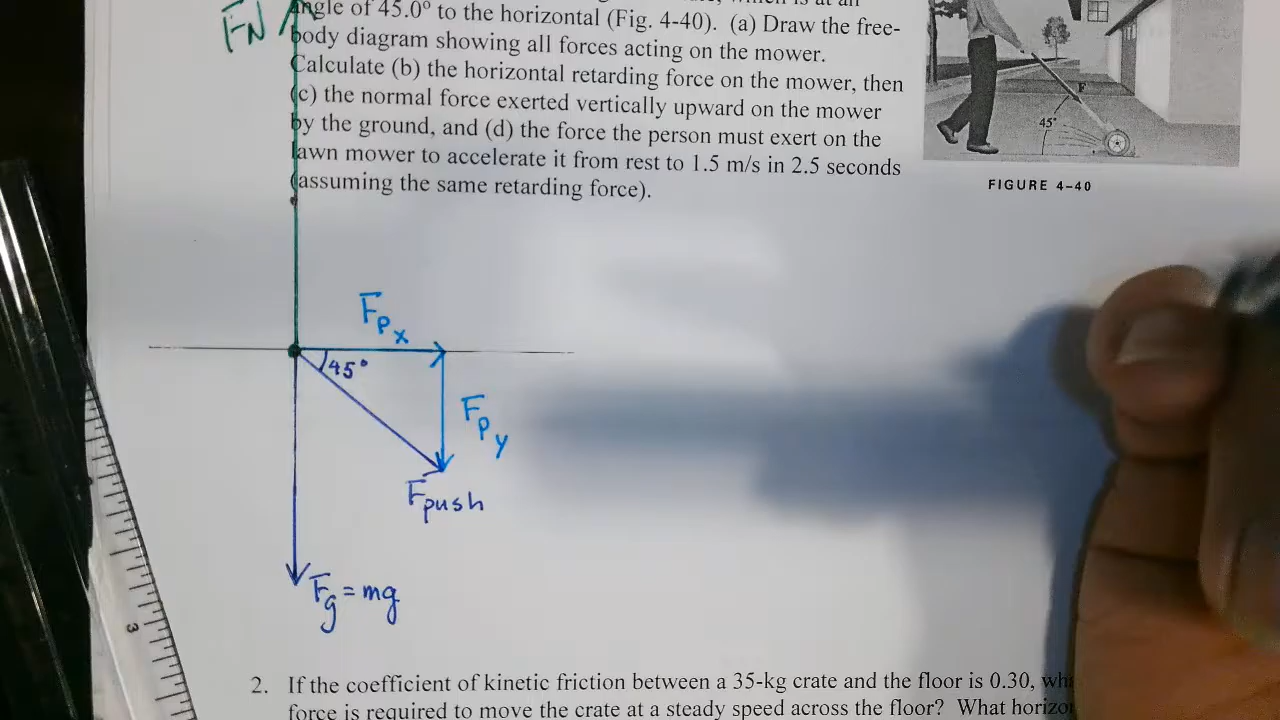 angle of 45.0° to the horizontal (Fig. 4-40). (a) Draw the free-
body diagram showing all forces acting on the mower.
Calculate (b) the horizontal retarding force on the mower, then
(c) the normal force exerted vertically upward on the mower
by the ground, and (d) the force the person must exert on the
lawn mower to accelerate it from rest to 1.5 m/s in 2.5 seconds
(assuming the same retarding force).
FN
F
45°
FIGURE 4-40
Fpx
45°
Fpy
Fpush
Fg = mg
3
2. If the coefficient of kinetic friction between a 35-kg crate and the floor is 0.30,
force is required to move the crate at a steady speed across the floor? What